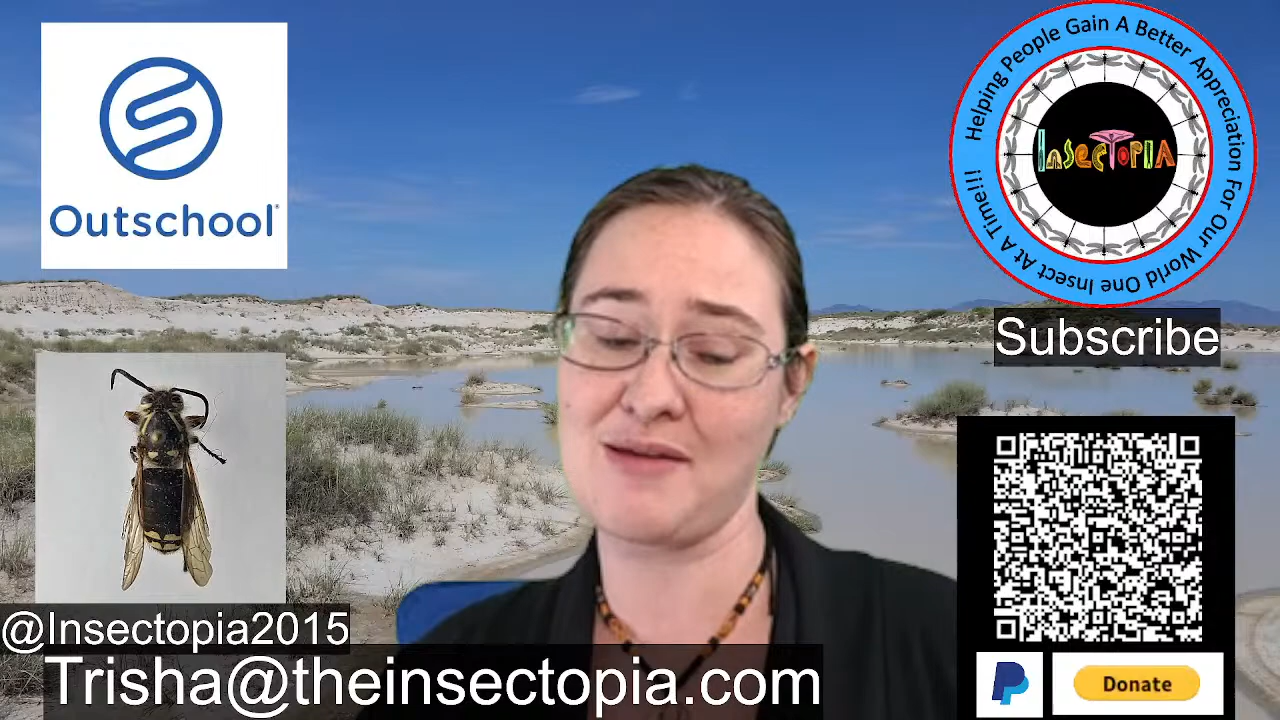 Outschool
Helping People Gain A Better Appreciation For Our World One Insect At A Time!!!
InsecTopIA
Subscribe
@Insectopia2015
Trisha@theinsectopia.com
Donate